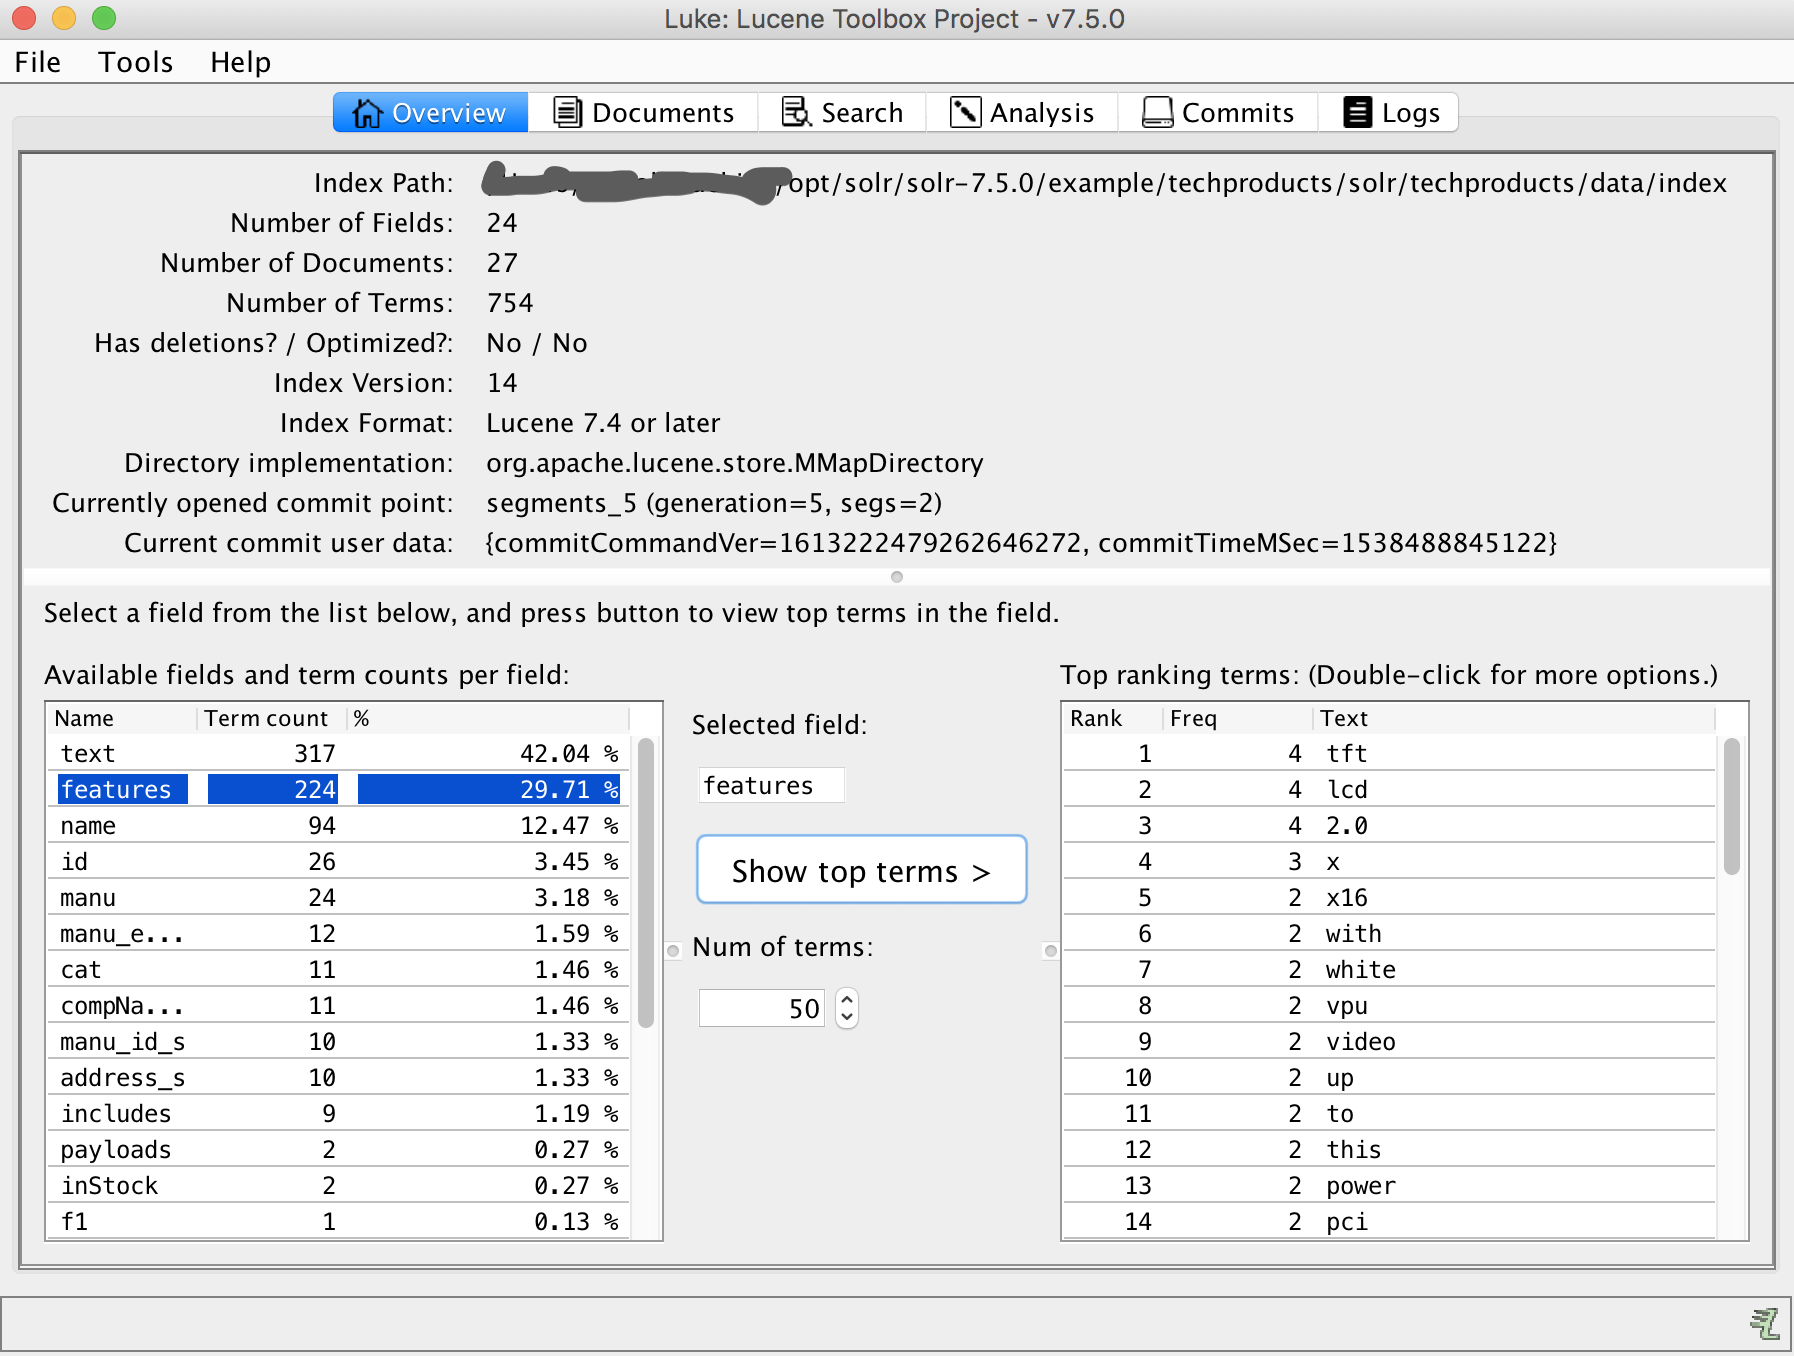 Luke: Lucene Toolbox Project - v7.5.0
File Tools Help
Overview Documents Search Analysis Commits Logs
Index Path: /opt/solr/solr-7.5.0/example/techproducts/solr/techproducts/data/index
Number of Fields: 24
Number of Documents: 27
Number of Terms: 754
Has deletions? / Optimized?: No / No
Index Version: 14
Index Format: Lucene 7.4 or later
Directory implementation: org.apache.lucene.store.MMapDirectory
Currently opened commit point: segments_5 (generation=5, segs=2)
Current commit user data: {commitCommandVer=1613222479262646272, commitTimeMSec=1538488845122}
Select a field from the list below, and press button to view top terms in the field.
Available fields and term counts per field:
Name Term count %
text 317 42.04 %
features 224 29.71 %
name 94 12.47 %
id 26 3.45 %
manu 24 3.18 %
manu_e... 12 1.59 %
cat 11 1.46 %
compNa... 11 1.46 %
manu_id_s 10 1.33 %
address_s 10 1.33 %
includes 9 1.19 %
payloads 2 0.27 %
inStock 2 0.27 %
f1 1 0.13 %
Selected field:
features
Show top terms >
Num of terms:
50
Top ranking terms: (Double-click for more options.)
Rank Freq Text
1 4 tft
2 4 lcd
3 4 2.0
4 3 x
5 2 x16
6 2 with
7 2 white
8 2 vpu
9 2 video
10 2 up
11 2 to
12 2 this
13 2 power
14 2 pci